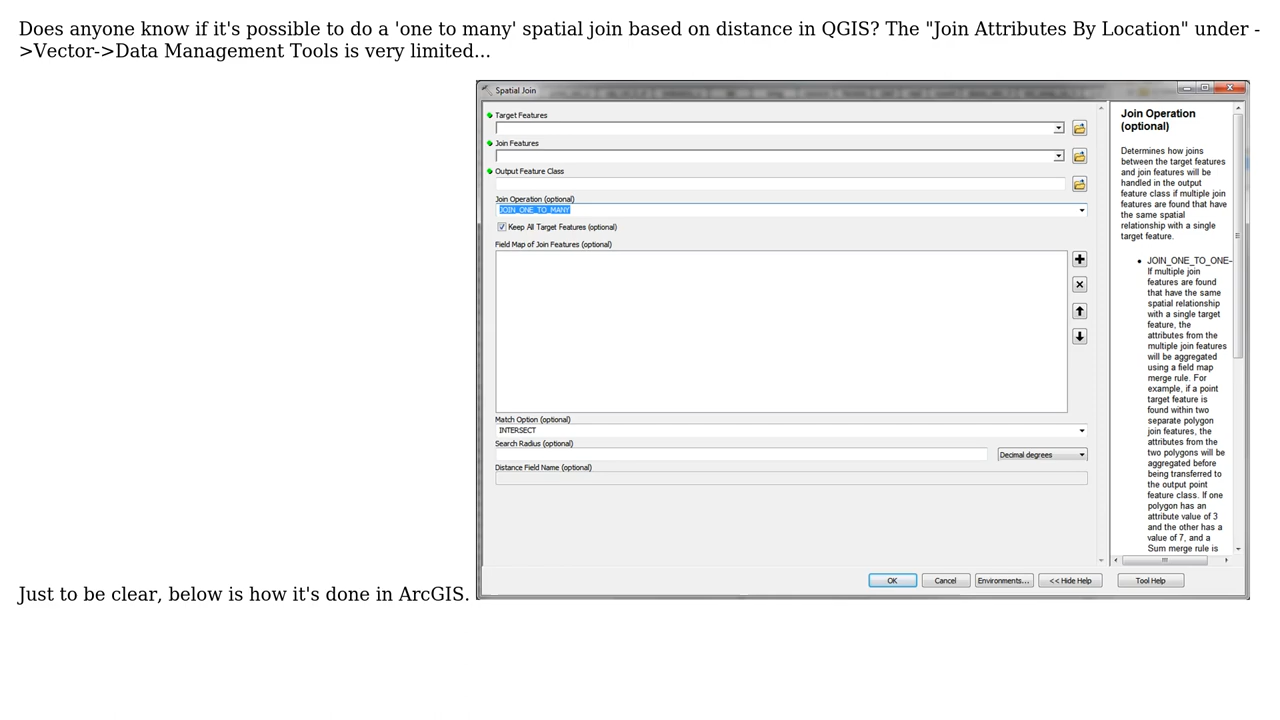 Does anyone know if it's possible to do a 'one to many' spatial join based on distance in QGIS? The "Join Attributes By Location" under -
>Vector->Data Management Tools is very limited...
Spatial Join
Target Features
Join Features
Output Feature Class
Join Operation (optional)
JOIN_ONE_TO_MANY
Keep All Target Features (optional)
Field Map of Join Features (optional)
Match Option (optional)
INTERSECT
Search Radius (optional)
Decimal degrees
Distance Field Name (optional)
OK
Cancel
Environments...
<< Hide Help
Tool Help
Join Operation
(optional)
Determines how joins
between the target features
and join features will be
handled in the output
feature class if multiple join
features are found that have
the same spatial
relationship with a single
target feature.
• JOIN_ONE_TO_ONE-
If multiple join
features are found
that have the same
spatial relationship
with a single target
feature, the
attributes from the
multiple join features
will be aggregated
using a field map
merge rule. For
example, if a point
target feature is
found within two
separate polygon
join features, the
attributes from the
two polygons will be
aggregated before
being transferred to
the output point
feature class. If one
polygon has an
attribute value of 3
and the other has a
value of 7, and a
Sum merge rule is
Just to be clear, below is how it's done in ArcGIS.